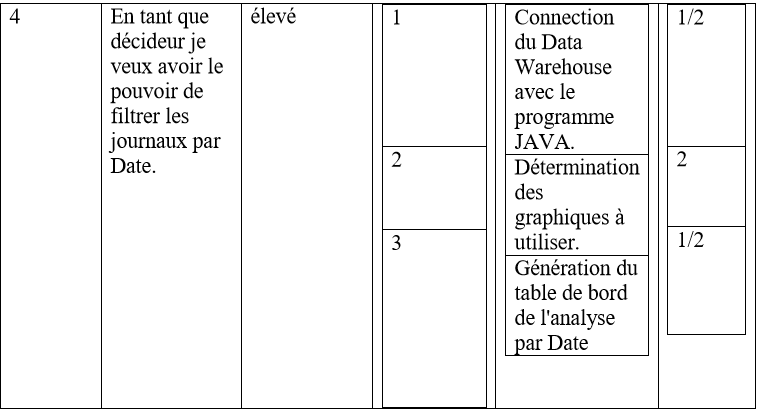 4
En tant que
décideur je
veux avoir le
pouvoir de
filtrer les
journaux par
Date.
élevé
1
Connection
du Data
Warehouse
avec le
programme
JAVA.
1/2
2
Détermination
des
graphiques à
utiliser.
2
3
Génération du
table de bord
de l'analyse
par Date
1/2